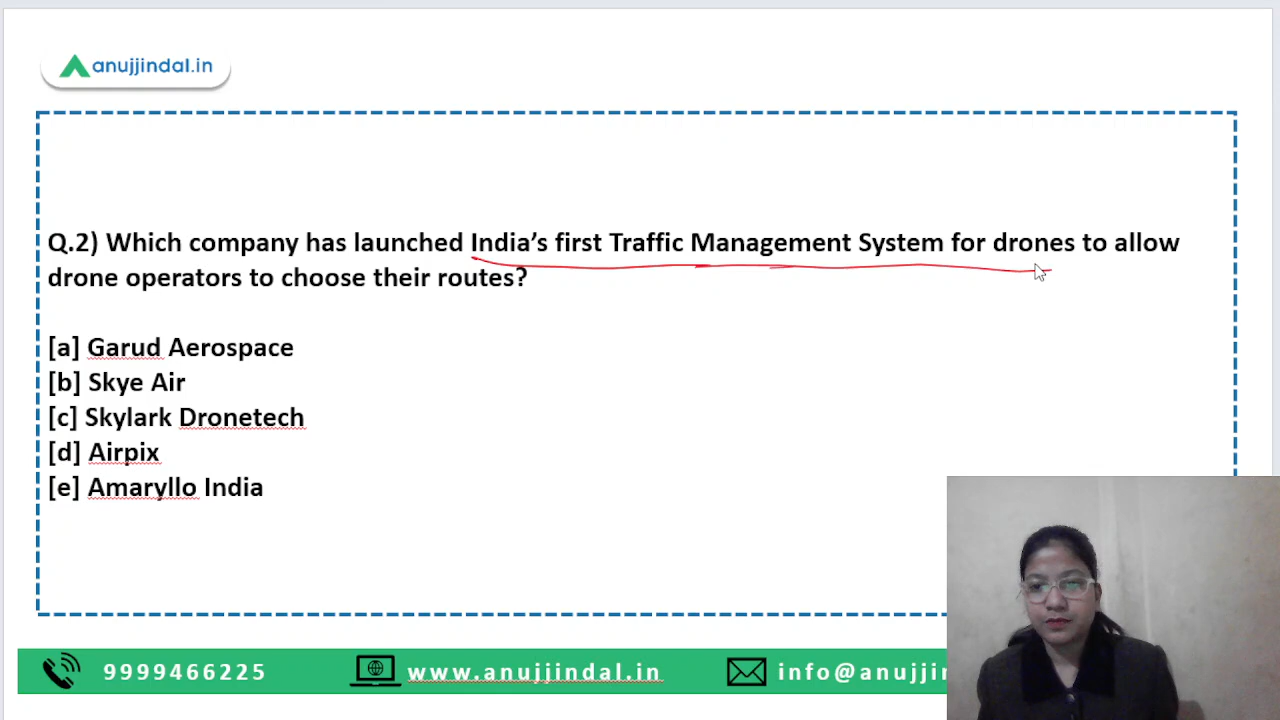 anujjindal.in
Q.2) Which company has launched India’s first Traffic Management System for drones to allow
drone operators to choose their routes?
[a] Garud Aerospace
[b] Skye Air
[c] Skylark Dronetech
[d] Airpix
[e] Amaryllo India
9999466225 www.anujjindal.in info@anujjin